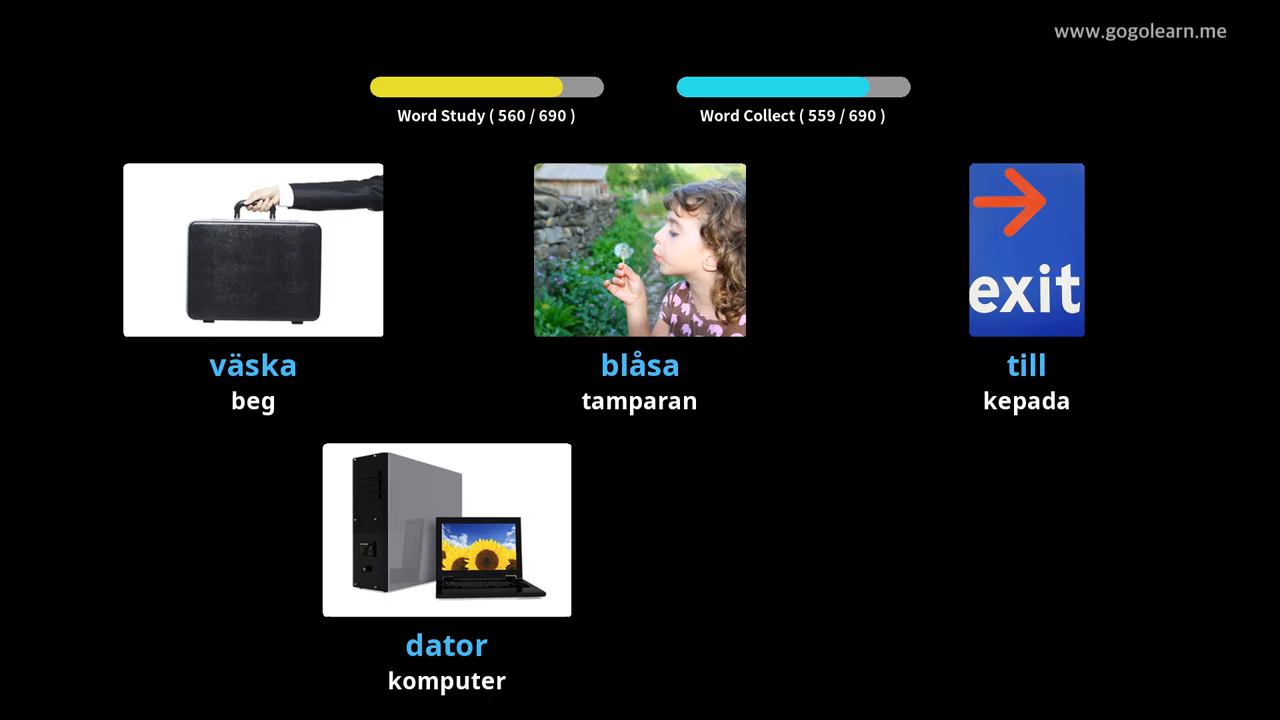 www.gogolearn.me
Word Study ( 560 / 690 )
Word Collect ( 559 / 690 )
exit
väska
beg
blåsa
tamparan
till
kepada
dator
komputer